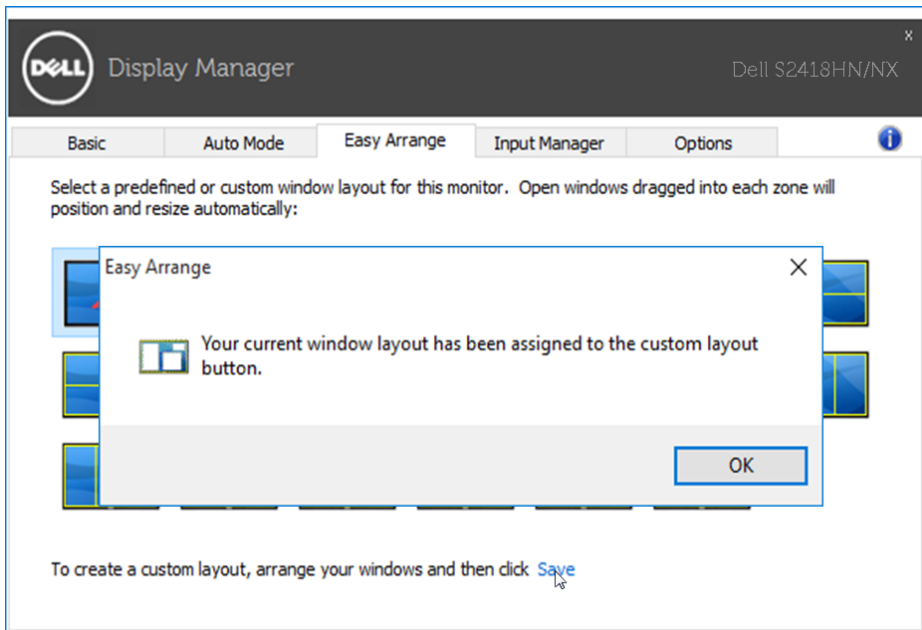 DELL Display Manager
x
Dell S2418HN/NX
Basic Auto Mode Easy Arrange Input Manager Options i
Select a predefined or custom window layout for this monitor.  Open windows dragged into each zone will
position and resize automatically:
Easy Arrange
Your current window layout has been assigned to the custom layout
button.
OK
To create a custom layout, arrange your windows and then click Save